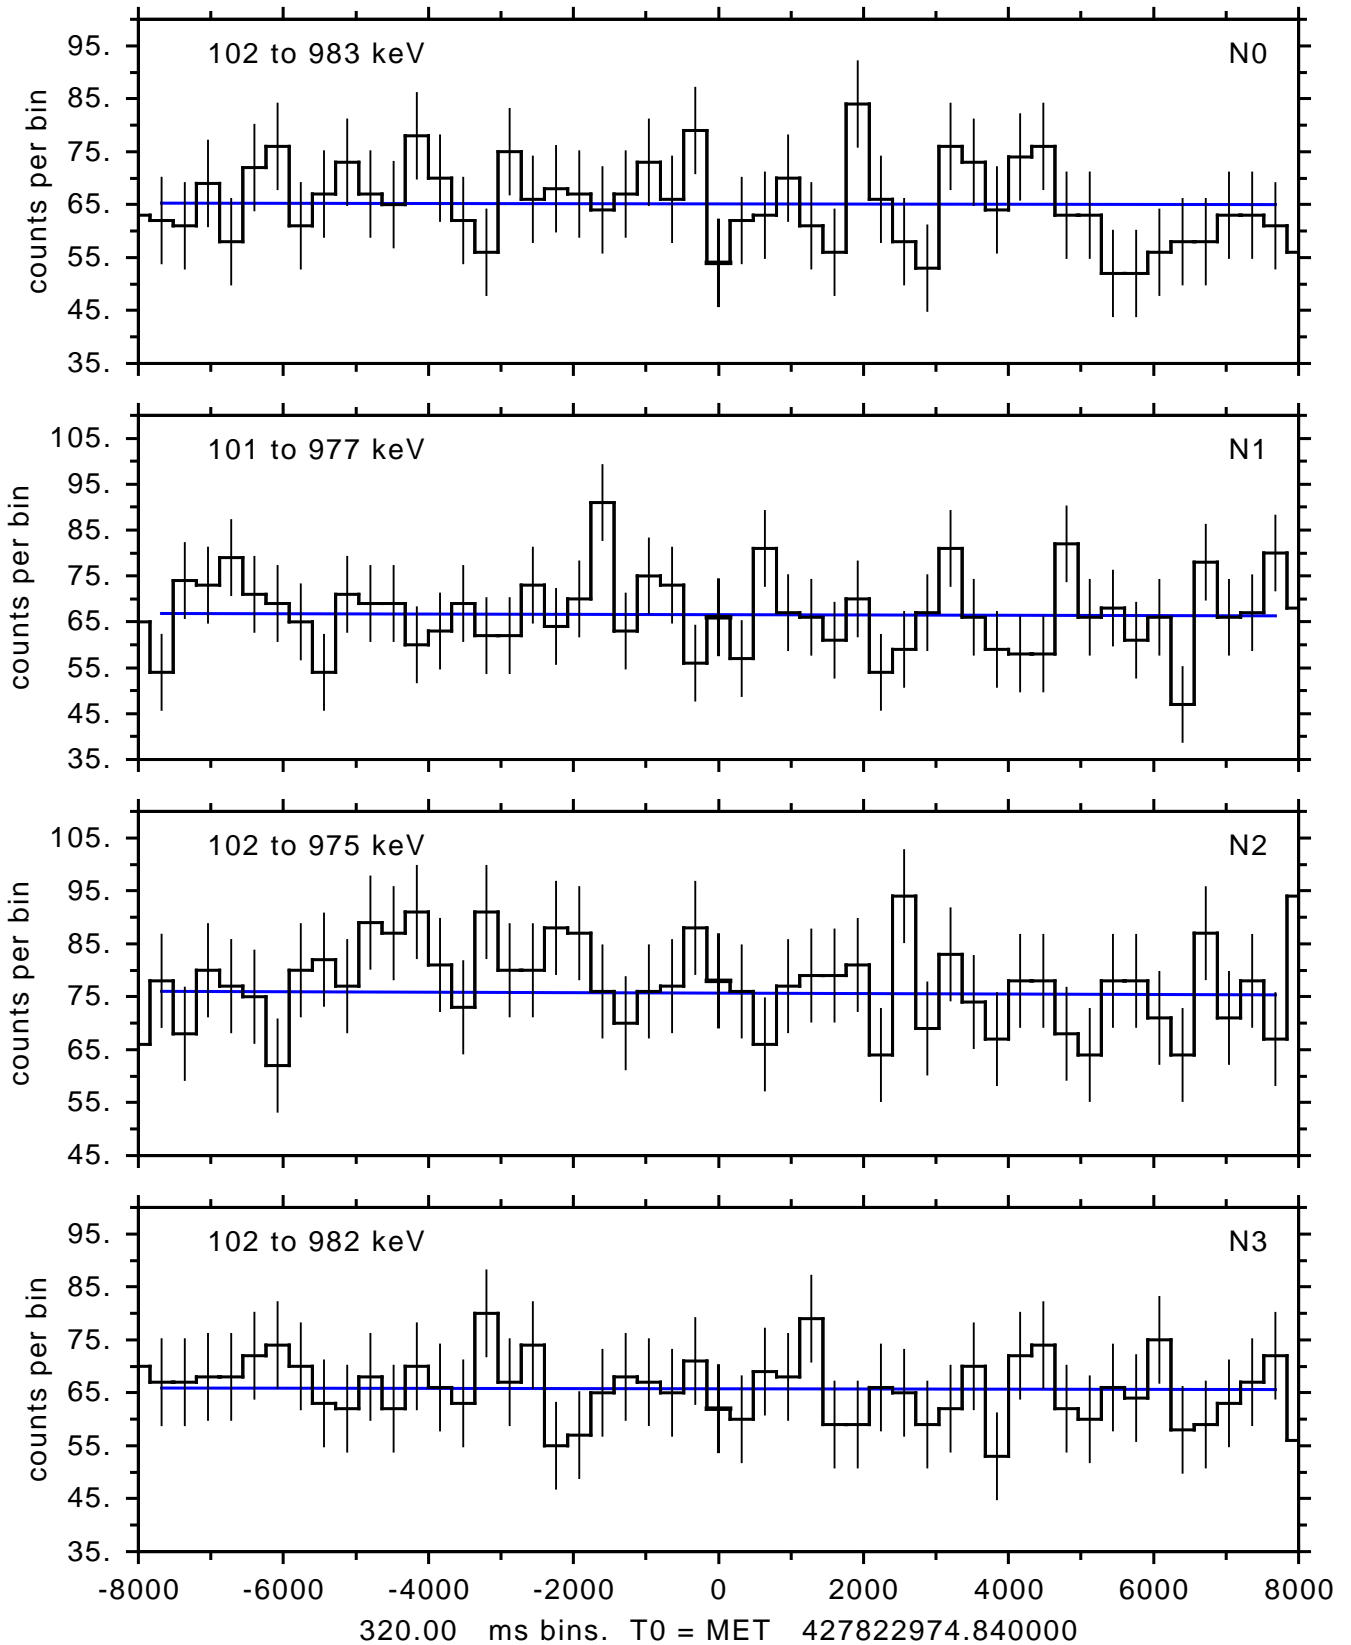 102 to 983 keV N0
95.
85.
75.
65.
55.
45.
35.
counts per bin
101 to 977 keV N1
105.
95.
85.
75.
65.
55.
45.
35.
counts per bin
102 to 975 keV N2
105.
95.
85.
75.
65.
55.
45.
counts per bin
102 to 982 keV N3
95.
85.
75.
65.
55.
45.
35.
counts per bin
-8000 -6000 -4000 -2000 0 2000 4000 6000 8000
320.00 ms bins. T0 = MET 427822974.840000